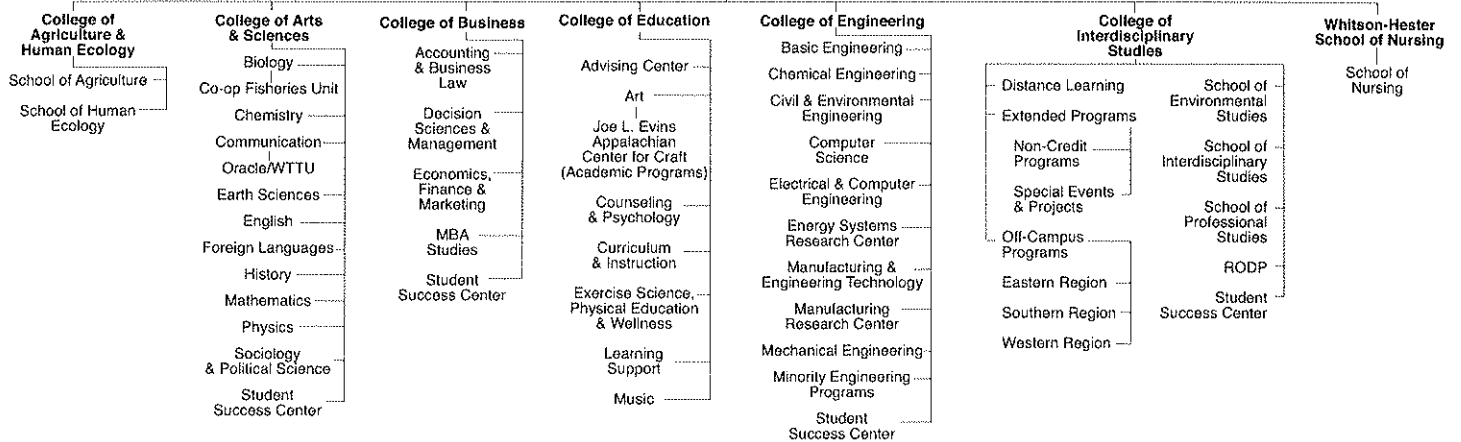 College of
Agriculture &
Human Ecology
School of Agriculture
School of Human
Ecology
College of Arts
& Sciences
Biology
Co-op Fisheries Unit
Chemistry
Communication
Oracle/WTTU
Earth Sciences
English
Foreign Languages
History
Mathematics
Physics
Sociology
& Political Science
Student
Success Center
College of Business
Accounting
& Business
Law
Decision
Sciences &
Management
Economics,
Finance &
Marketing
MBA
Studies
Student
Success Center
College of Education
Advising Center
Art
Joe L. Evins
Appalachian
Center for Craft
(Academic Programs)
Counseling
& Psychology
Curriculum
& Instruction
Exercise Science,
Physical Education
& Wellness
Learning
Support
Music
College of Engineering
Basic Engineering
Chemical Engineering
Civil & Environmental
Engineering
Computer
Science
Electrical & Computer
Engineering
Energy Systems
Research Center
Manufacturing &
Engineering Technology
Manufacturing
Research Center
Mechanical Engineering
Minority Engineering
Programs
Student
Success Center
College of
Interdisciplinary
Studies
Distance Learning
Extended Programs
Non-Credit
Programs
Special Events
& Projects
Off-Campus
Programs
Eastern Region
Southern Region
Western Region
School of
Environmental
Studies
School of
Interdisciplinary
Studies
School of
Professional
Studies
RODP
Student
Success Center
Whitson-Hester
School of Nursing
School of
Nursing